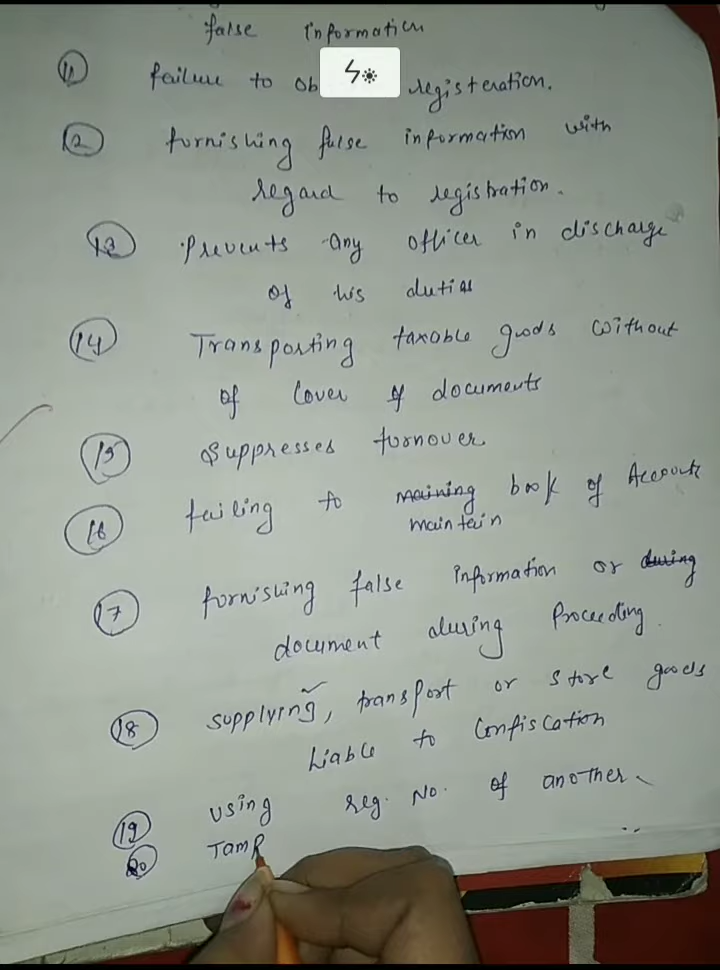 false information
11 failure to ob registeration.
12 furnishing false information with
regard to registration.
13 Prevents any officer in discharge
of his duties
14 Transporting taxable goods without
of cover of documents
15 Suppresses turnover.
16 failing to maining book of Account
maintain
17 furnishing false information or during
document during Proceeding.
18 supplying, transport or store goods
liable to Confiscation
19 using reg. No. of another.
20 Tamp